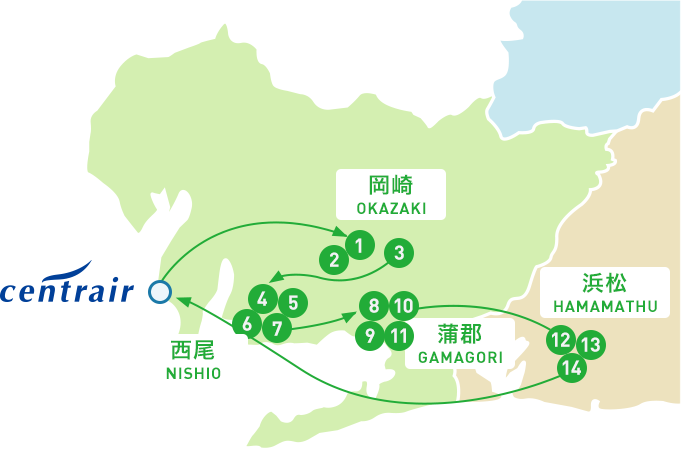 岡崎
OKAZAKI
1
2
3
centrair
4
5
6
7
8
10
9
11
浜松
HAMAMATHU
蒲郡
GAMAGORI
12
13
14
西尾
NISHIO